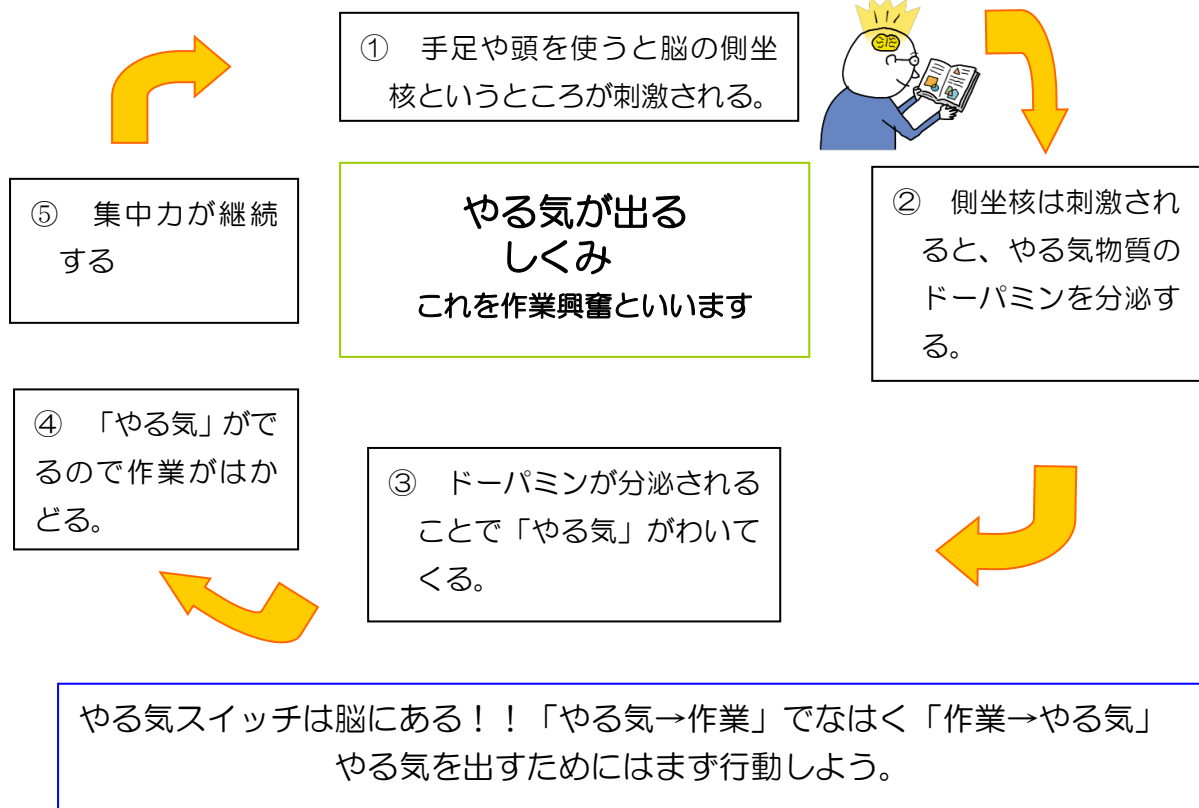 ① 手足や頭を使うと脳の側坐
核というところが刺激される。
やる気が出る
しくみ
これを作業興奮といいます
② 側坐核は刺激され
ると、やる気物質の
ドーパミンを分泌す
る。
③ ドーパミンが分泌される
ことで「やる気」がわいて
くる。
④ 「やる気」がで
るので作業がはか
どる。
⑤ 集中力が継続
する
やる気スイッチは脳にある！！「やる気→作業」でなはく「作業→やる気」
やる気を出すためにはまず行動しよう。